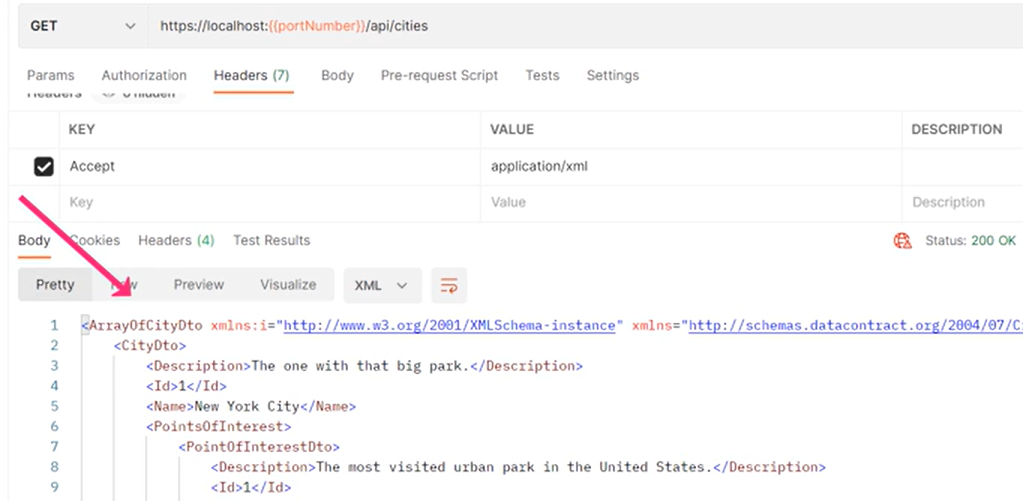 GET https://localhost:{{portNumber}}/api/cities
Params Authorization Headers (7) Body Pre-request Script Tests Settings
Headers 6 hidden
KEY VALUE DESCRIPTION
Accept application/xml
Key Value Description
Body Cookies Headers (4) Test Results Status: 200 OK
Pretty Raw Preview Visualize XML
1 <ArrayOfCityDto xmlns:i="http://www.w3.org/2001/XMLSchema-instance" xmlns="http://schemas.datacontract.org/2004/07/C
2 <CityDto>
3 <Description>The one with that big park.</Description>
4 <Id>1</Id>
5 <Name>New York City</Name>
6 <PointsOfInterest>
7 <PointOfInterestDto>
8 <Description>The most visited urban park in the United States.</Description>
9 <Id>1</Id>